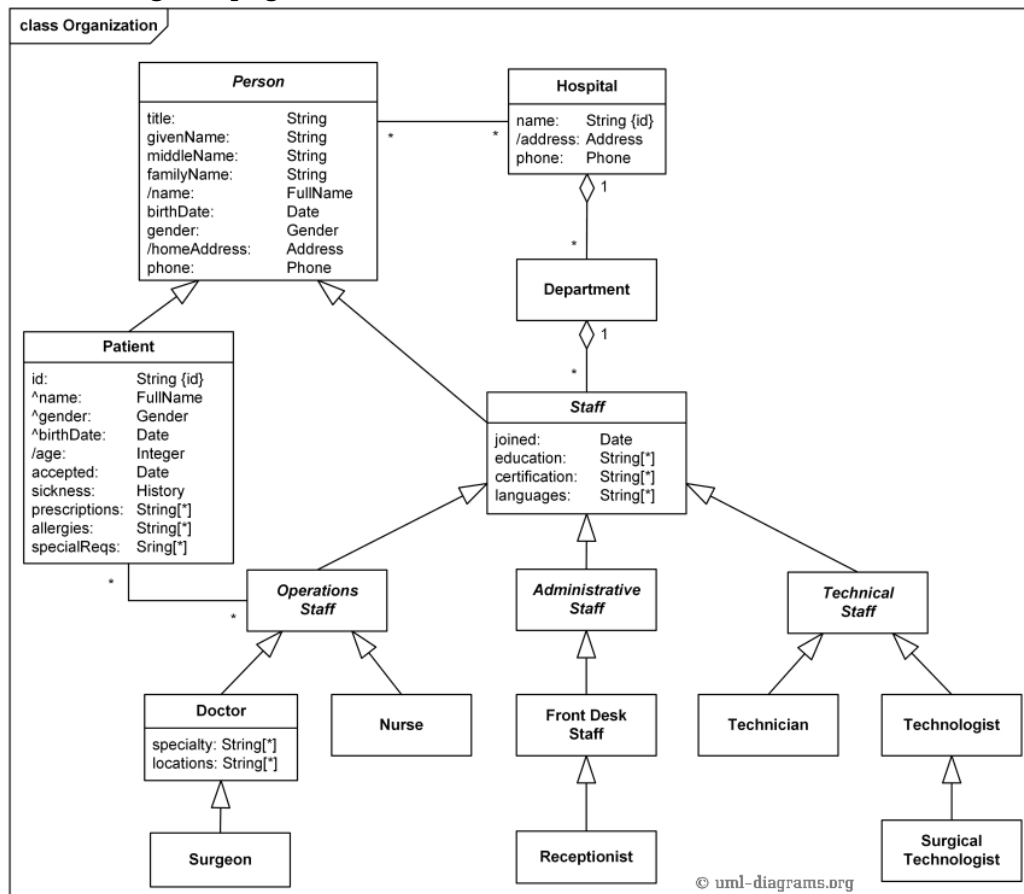 class Organization
Person
title: String
givenName: String
middleName: String
familyName: String
/name: FullName
birthDate: Date
gender: Gender
/homeAddress: Address
phone: Phone
*
*
Hospital
name: String {id}
/address: Address
phone: Phone
1
*
Department
1
*
Patient
id: String {id}
^name: FullName
^gender: Gender
^birthDate: Date
/age: Integer
accepted: Date
sickness: History
prescriptions: String[*]
allergies: String[*]
specialReqs: Sring[*]
*
*
Staff
joined: Date
education: String[*]
certification: String[*]
languages: String[*]
Operations
Staff
Administrative
Staff
Technical
Staff
Doctor
specialty: String[*]
locations: String[*]
Nurse
Front Desk
Staff
Technician
Technologist
Surgeon
Receptionist
Surgical
Technologist
© uml-diagrams.org